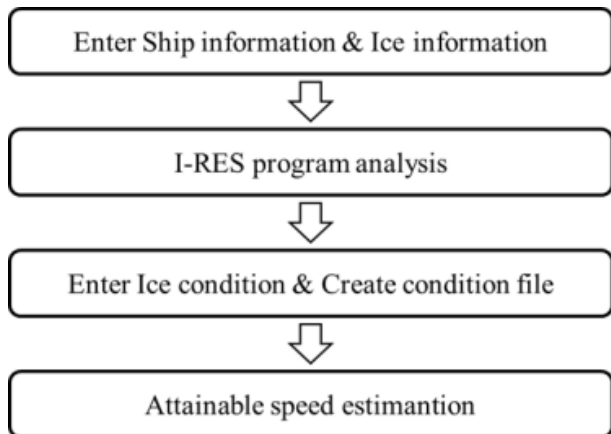 Enter Ship information & Ice information
I-RES program analysis
Enter Ice condition & Create condition file
Attainable speed estimantion